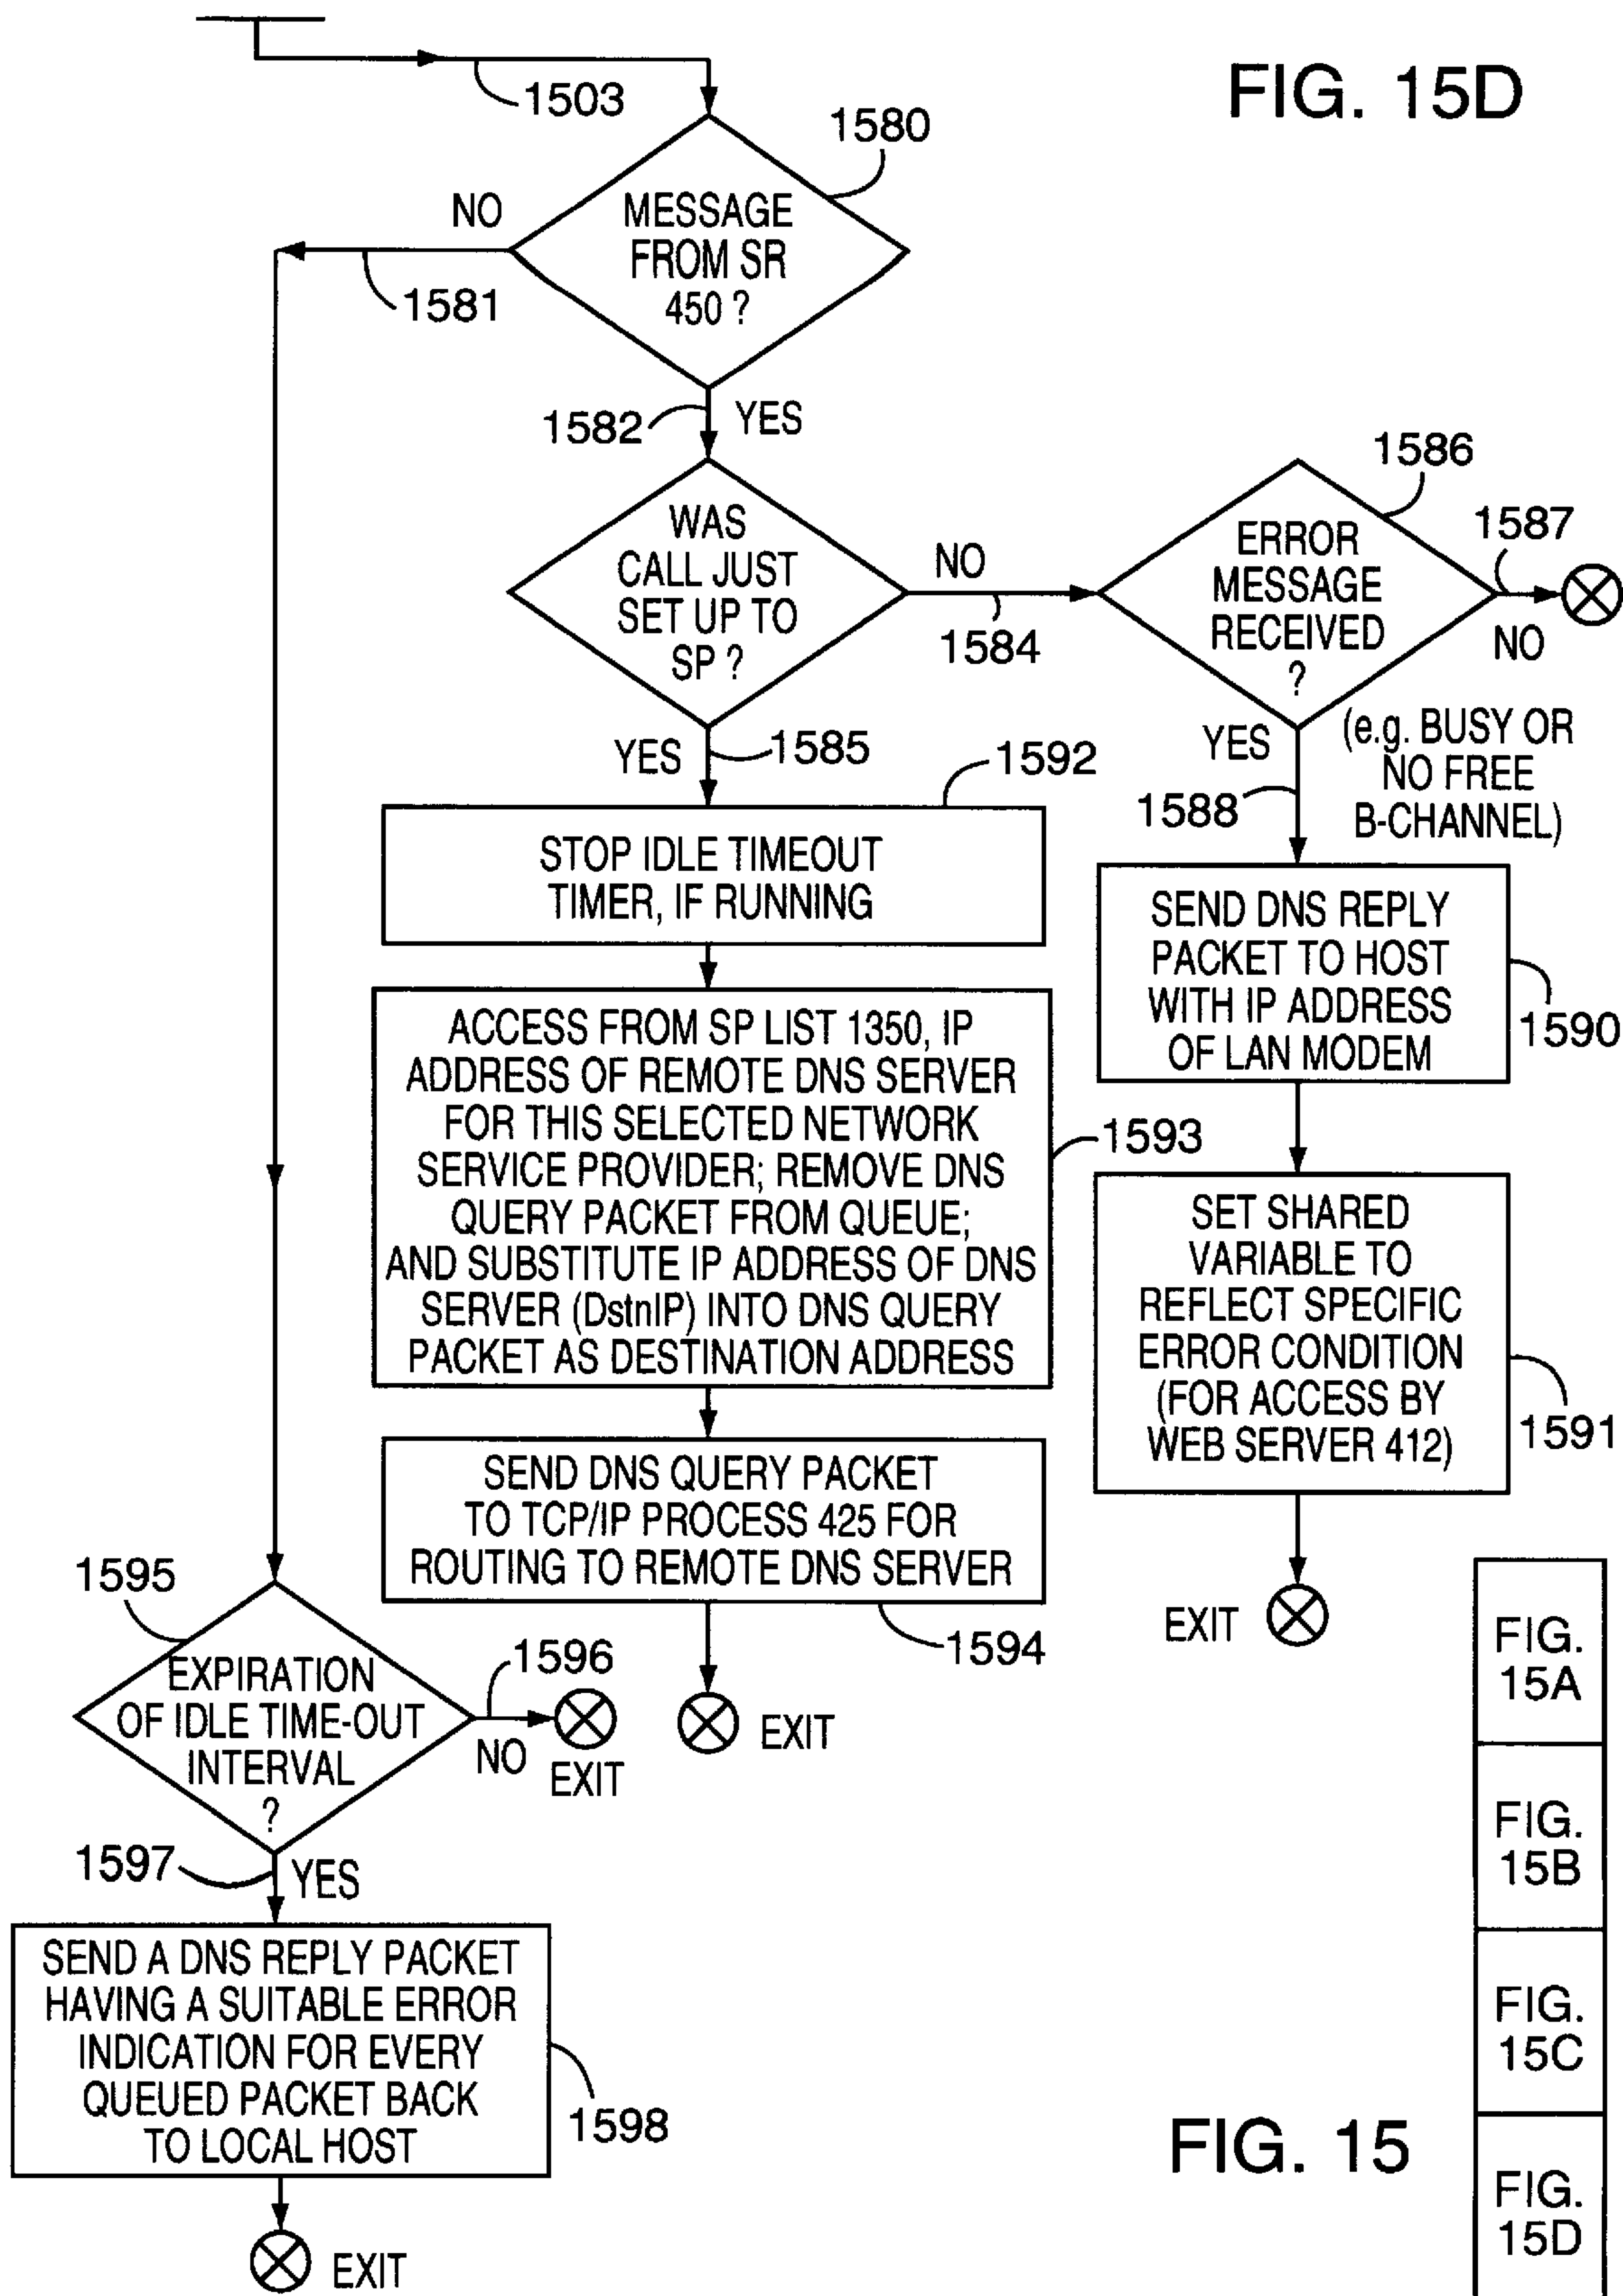 FIG. 15D
1503
1580
NO
MESSAGE
FROM SR
450 ?
1581
1582
YES
WAS
CALL JUST
SET UP TO
SP ?
NO
1584
1586
ERROR
MESSAGE
RECEIVED
?
1587
NO
YES
1585
1592
YES
(e.g. BUSY OR
NO FREE
B-CHANNEL)
1588
STOP IDLE TIMEOUT
TIMER, IF RUNNING
SEND DNS REPLY
PACKET TO HOST
WITH IP ADDRESS
OF LAN MODEM
1590
ACCESS FROM SP LIST 1350, IP
ADDRESS OF REMOTE DNS SERVER
FOR THIS SELECTED NETWORK
SERVICE PROVIDER; REMOVE DNS
QUERY PACKET FROM QUEUE;
AND SUBSTITUTE IP ADDRESS OF DNS
SERVER (DstnIP) INTO DNS QUERY
PACKET AS DESTINATION ADDRESS
1593
SET SHARED
VARIABLE TO
REFLECT SPECIFIC
ERROR CONDITION
(FOR ACCESS BY
WEB SERVER 412)
1591
SEND DNS QUERY PACKET
TO TCP/IP PROCESS 425 FOR
ROUTING TO REMOTE DNS SERVER
1594
EXIT
EXIT
1595
EXPIRATION
OF IDLE TIME-OUT
INTERVAL
?
1596
NO
EXIT
1597
YES
SEND A DNS REPLY PACKET
HAVING A SUITABLE ERROR
INDICATION FOR EVERY
QUEUED PACKET BACK
TO LOCAL HOST
1598
EXIT
FIG. 15
FIG.
15A
FIG.
15B
FIG.
15C
FIG.
15D